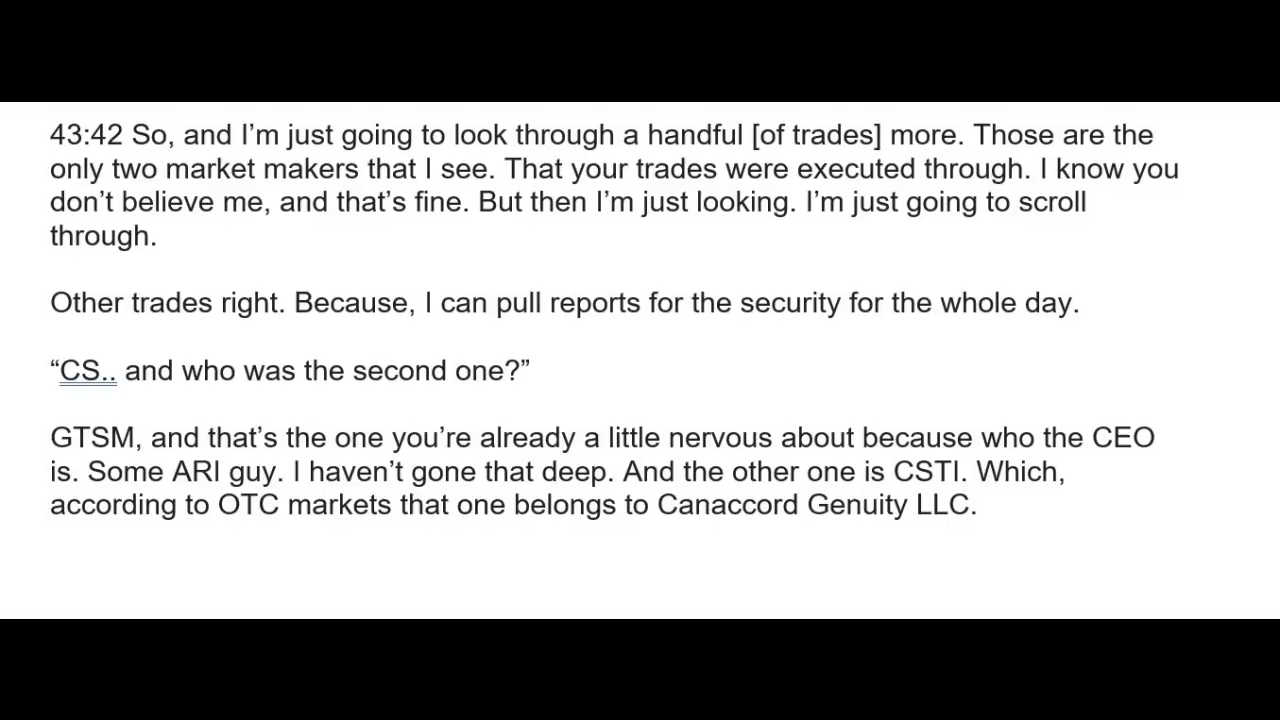 43:42 So, and I’m just going to look through a handful [of trades] more. Those are the
only two market makers that I see. That your trades were executed through. I know you
don’t believe me, and that’s fine. But then I’m just looking. I’m just going to scroll
through.
Other trades right. Because, I can pull reports for the security for the whole day.
“CS.. and who was the second one?”
GTSM, and that’s the one you’re already a little nervous about because who the CEO
is. Some ARI guy. I haven’t gone that deep. And the other one is CSTI. Which,
according to OTC markets that one belongs to Canaccord Genuity LLC.